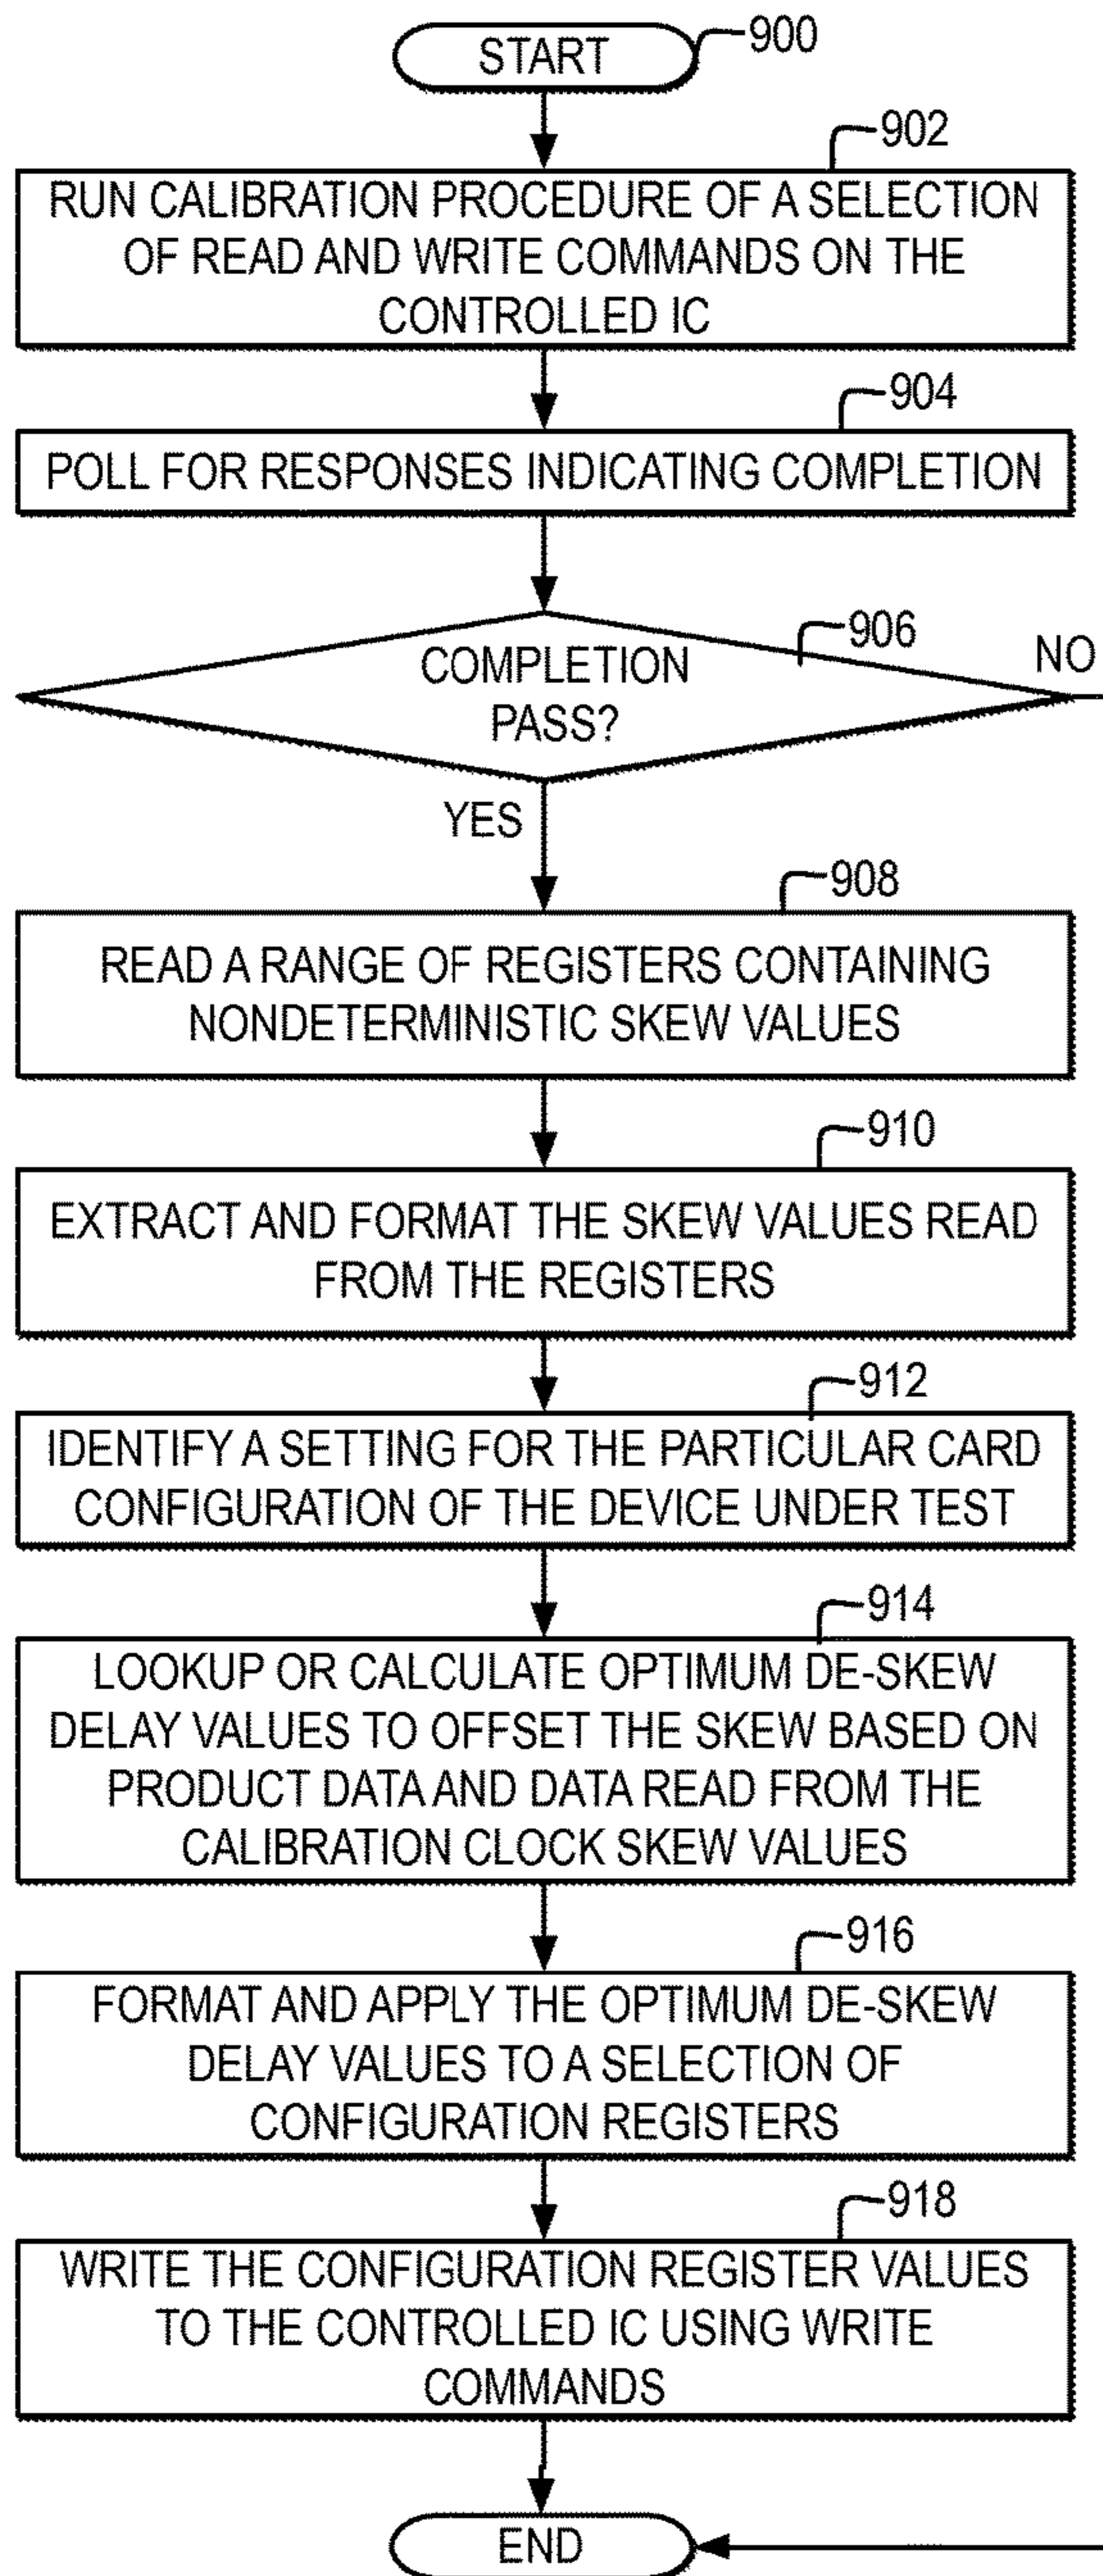 START
900
902
RUN CALIBRATION PROCEDURE OF A SELECTION
OF READ AND WRITE COMMANDS ON THE
CONTROLLED IC
904
POLL FOR RESPONSES INDICATING COMPLETION
906
COMPLETION
PASS?
NO
YES
908
READ A RANGE OF REGISTERS CONTAINING
NONDETERMINISTIC SKEW VALUES
910
EXTRACT AND FORMAT THE SKEW VALUES READ
FROM THE REGISTERS
912
IDENTIFY A SETTING FOR THE PARTICULAR CARD
CONFIGURATION OF THE DEVICE UNDER TEST
914
LOOKUP OR CALCULATE OPTIMUM DE-SKEW
DELAY VALUES TO OFFSET THE SKEW BASED ON
PRODUCT DATA AND DATA READ FROM THE
CALIBRATION CLOCK SKEW VALUES
916
FORMAT AND APPLY THE OPTIMUM DE-SKEW
DELAY VALUES TO A SELECTION OF
CONFIGURATION REGISTERS
918
WRITE THE CONFIGURATION REGISTER VALUES
TO THE CONTROLLED IC USING WRITE
COMMANDS
END